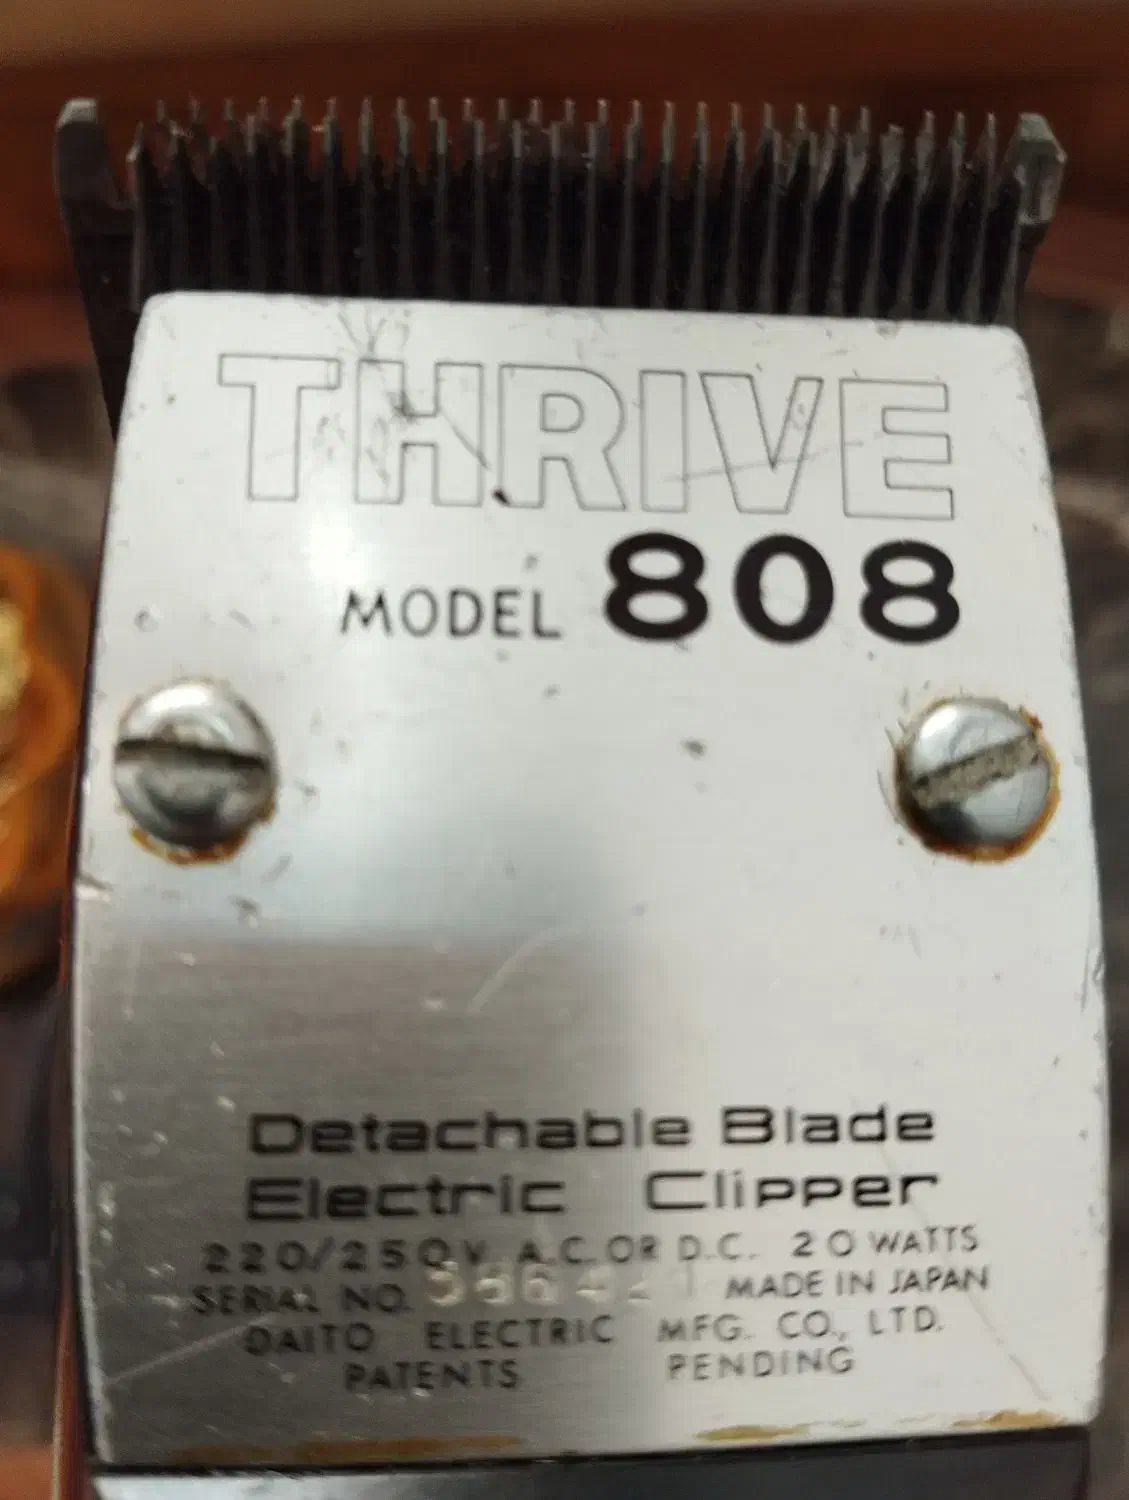 THRIVE
MODEL 808
Detachable Blade
Electric Clipper
220/250V A.C. OR D.C. 20 WATTS
SERIAL NO. MADE IN JAPAN
DAITO ELECTRIC MFG. CO., LTD.
PATENTS PENDING